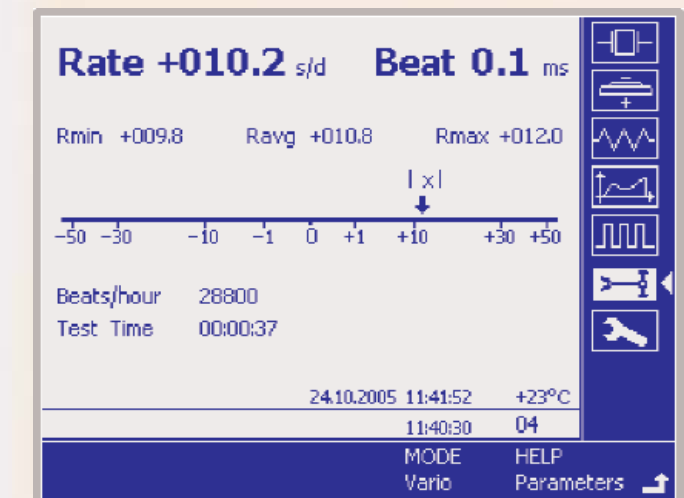 Rate +010.2 s/d Beat 0.1 ms
Rmin +009.8 Ravg +010.8 Rmax +012.0
| x |
-50 -30 -10 -1 0 +1 +10 +30 +50
Beats/hour 28800
Test Time 00:00:37
24.10.2005 11:41:52 +23°C
11:40:30 04
MODE HELP
Vario Parameters